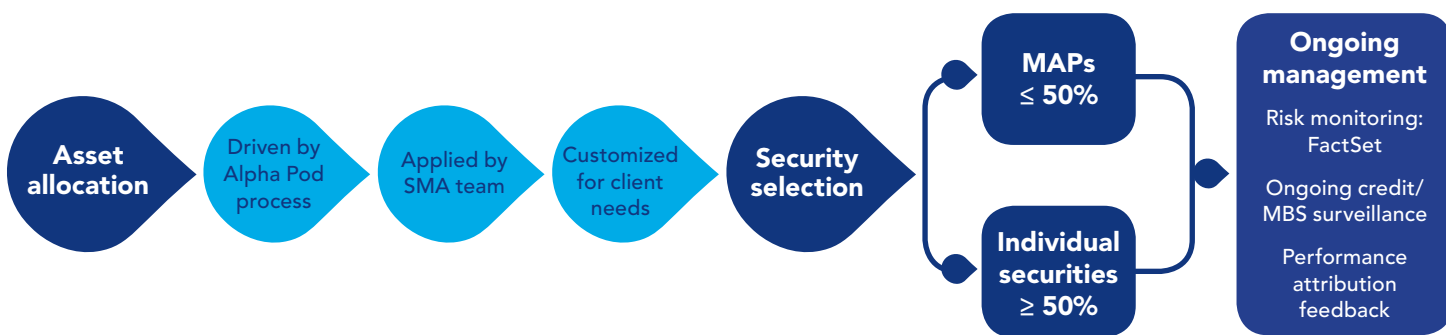 Asset
allocation
Driven by
Alpha Pod
process
Applied by
SMA team
Customized
for client
needs
Security
selection
MAPs
≤ 50%
Individual
securities
≥ 50%
Ongoing
management
Risk monitoring:
FactSet
Ongoing credit/
MBS surveillance
Performance
attribution
feedback